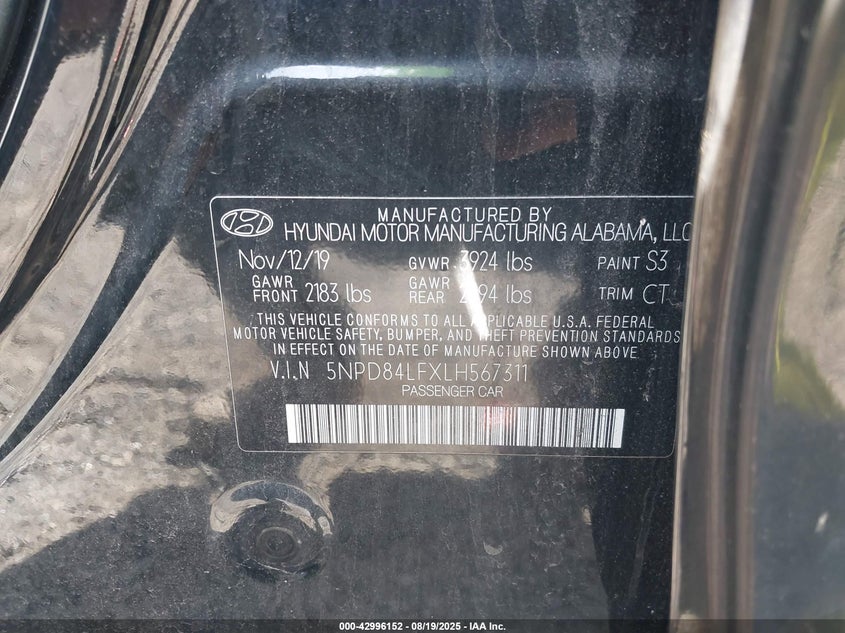 MANUFACTURED BY
HYUNDAI MOTOR MANUFACTURING ALABAMA, LLC
Nov/12/19 GVWR 3924 lbs PAINT S3
GAWR FRONT 2183 lbs GAWR REAR lbs TRIM CT
THIS VEHICLE CONFORMS TO ALL APPLICABLE U.S.A. FEDERAL
MOTOR VEHICLE SAFETY, BUMPER, AND THEFT PREVENTION STANDARDS
IN EFFECT ON THE DATE OF MANUFACTURE SHOWN ABOVE.
V.I.N 5NPD84LFXLH567311
PASSENGER CAR
000-42996152 - 08/19/2025 - IAA Inc.